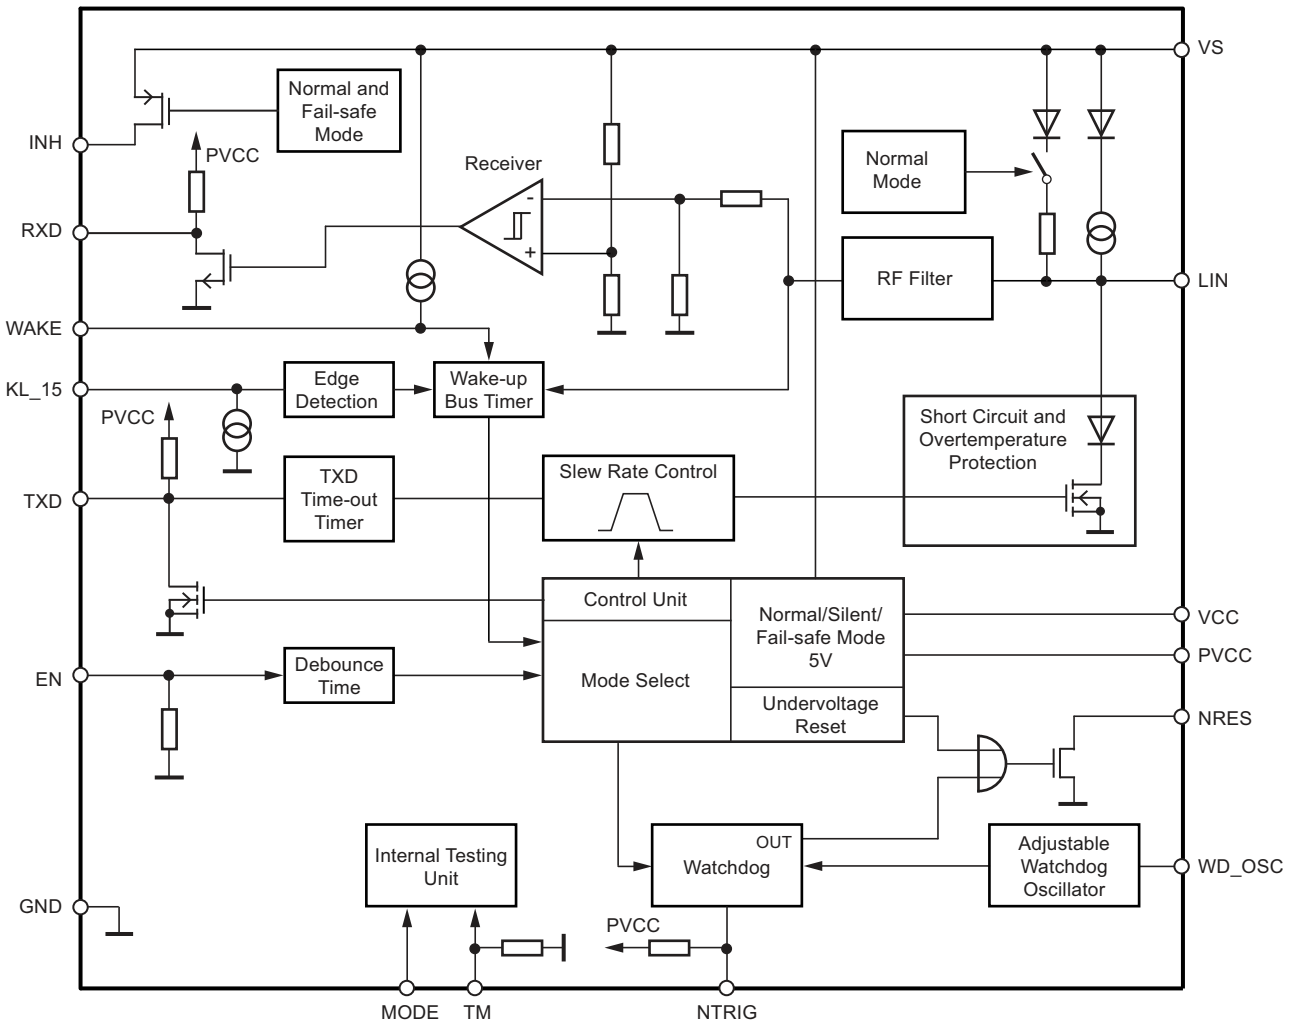 VS
Normal and
Fail-safe
Mode
INH
PVCC
Receiver
Normal
Mode
-
+
RXD
RF Filter
LIN
WAKE
KL_15
Edge
Detection
Wake-up
Bus Timer
PVCC
Short Circuit and
Overtemperature
Protection
TXD
TXD
Time-out
Timer
Slew Rate Control
Control Unit
Normal/Silent/
Fail-safe Mode
5V
VCC
PVCC
EN
Debounce
Time
Mode Select
Undervoltage
Reset
NRES
Internal Testing
Unit
OUT
Watchdog
Adjustable
Watchdog
Oscillator
WD_OSC
GND
PVCC
MODE
TM
NTRIG